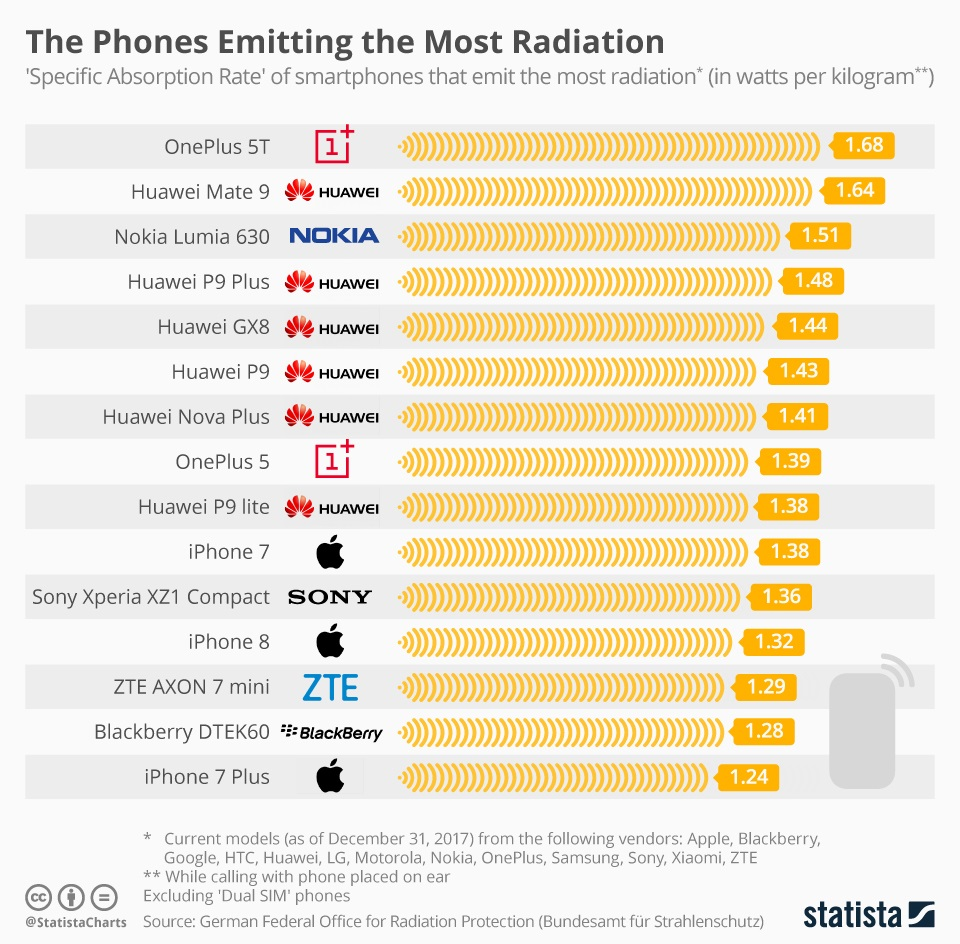 The Phones Emitting the Most Radiation
'Specific Absorption Rate' of smartphones that emit the most radiation* (in watts per kilogram**)
OnePlus 5T 1+ 1.68
Huawei Mate 9 HUAWEI 1.64
Nokia Lumia 630 NOKIA 1.51
Huawei P9 Plus HUAWEI 1.48
Huawei GX8 HUAWEI 1.44
Huawei P9 HUAWEI 1.43
Huawei Nova Plus HUAWEI 1.41
OnePlus 5 1+ 1.39
Huawei P9 lite HUAWEI 1.38
iPhone 7 1.38
Sony Xperia XZ1 Compact SONY 1.36
iPhone 8 1.32
ZTE AXON 7 mini ZTE 1.29
Blackberry DTEK60 BlackBerry 1.28
iPhone 7 Plus 1.24
* Current models (as of December 31, 2017) from the following vendors: Apple, Blackberry,
Google, HTC, Huawei, LG, Motorola, Nokia, OnePlus, Samsung, Sony, Xiaomi, ZTE
** While calling with phone placed on ear
Excluding 'Dual SIM' phones
cc
@StatistaCharts Source: German Federal Office for Radiation Protection (Bundesamt für Strahlenschutz)
statista